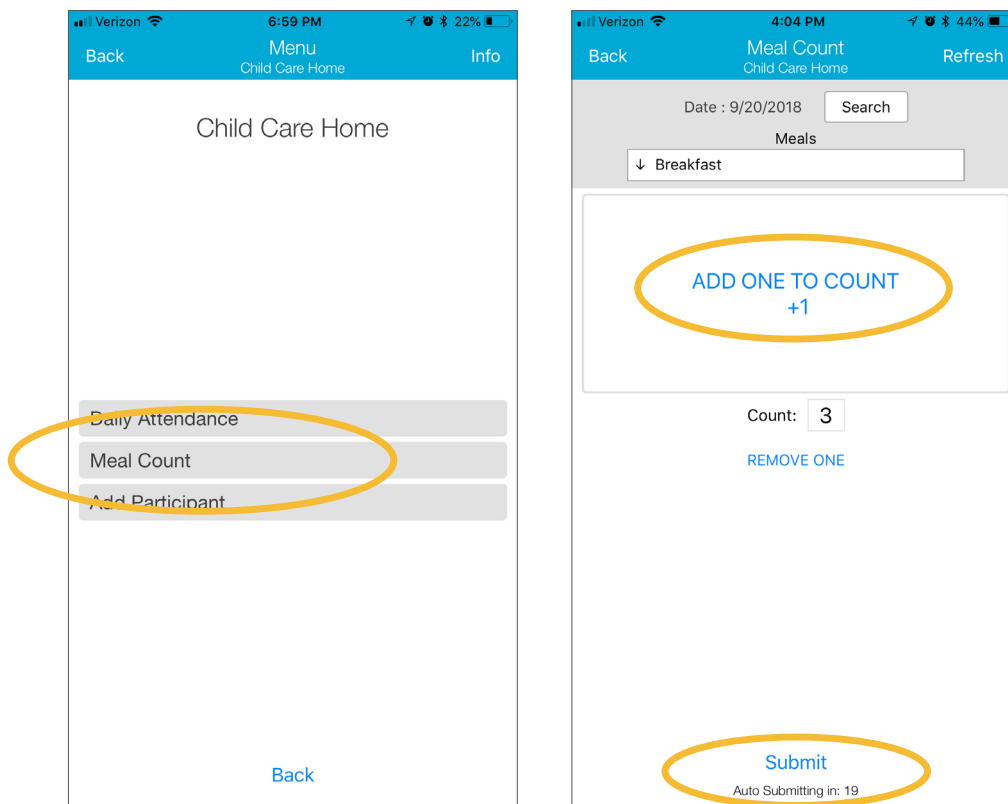 Verizon 6:59 PM 22%
Back Menu Info
Child Care Home
Child Care Home
Daily Attendance
Meal Count
Add Participant
Back
Verizon 4:04 PM 44%
Back Meal Count Refresh
Child Care Home
Date : 9/20/2018 Search
Meals
↓ Breakfast
ADD ONE TO COUNT
+1
Count: 3
REMOVE ONE
Submit
Auto Submitting in: 19